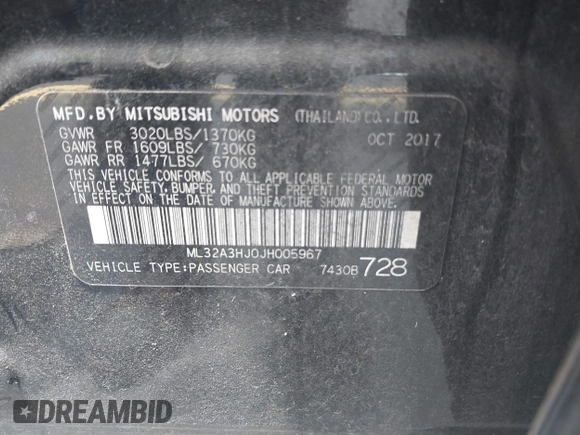 MFD.BY MITSUBISHI MOTORS (THAILAND) CO., LTD.
GVWR 3020LBS/1370KG OCT 2017
GAWR FR 1609LBS/ 730KG
GAWR RR 1477LBS/ 670KG
THIS VEHICLE CONFORMS TO ALL APPLICABLE FEDERAL MOTOR
VEHICLE SAFETY, BUMPER, AND THEFT PREVENTION STANDARDS
IN EFFECT ON THE DATE OF MANUFACTURE SHOWN ABOVE.
ML32A3HJ0JH005967
VEHICLE TYPE:PASSENGER CAR 7430B 728
DREAMBID